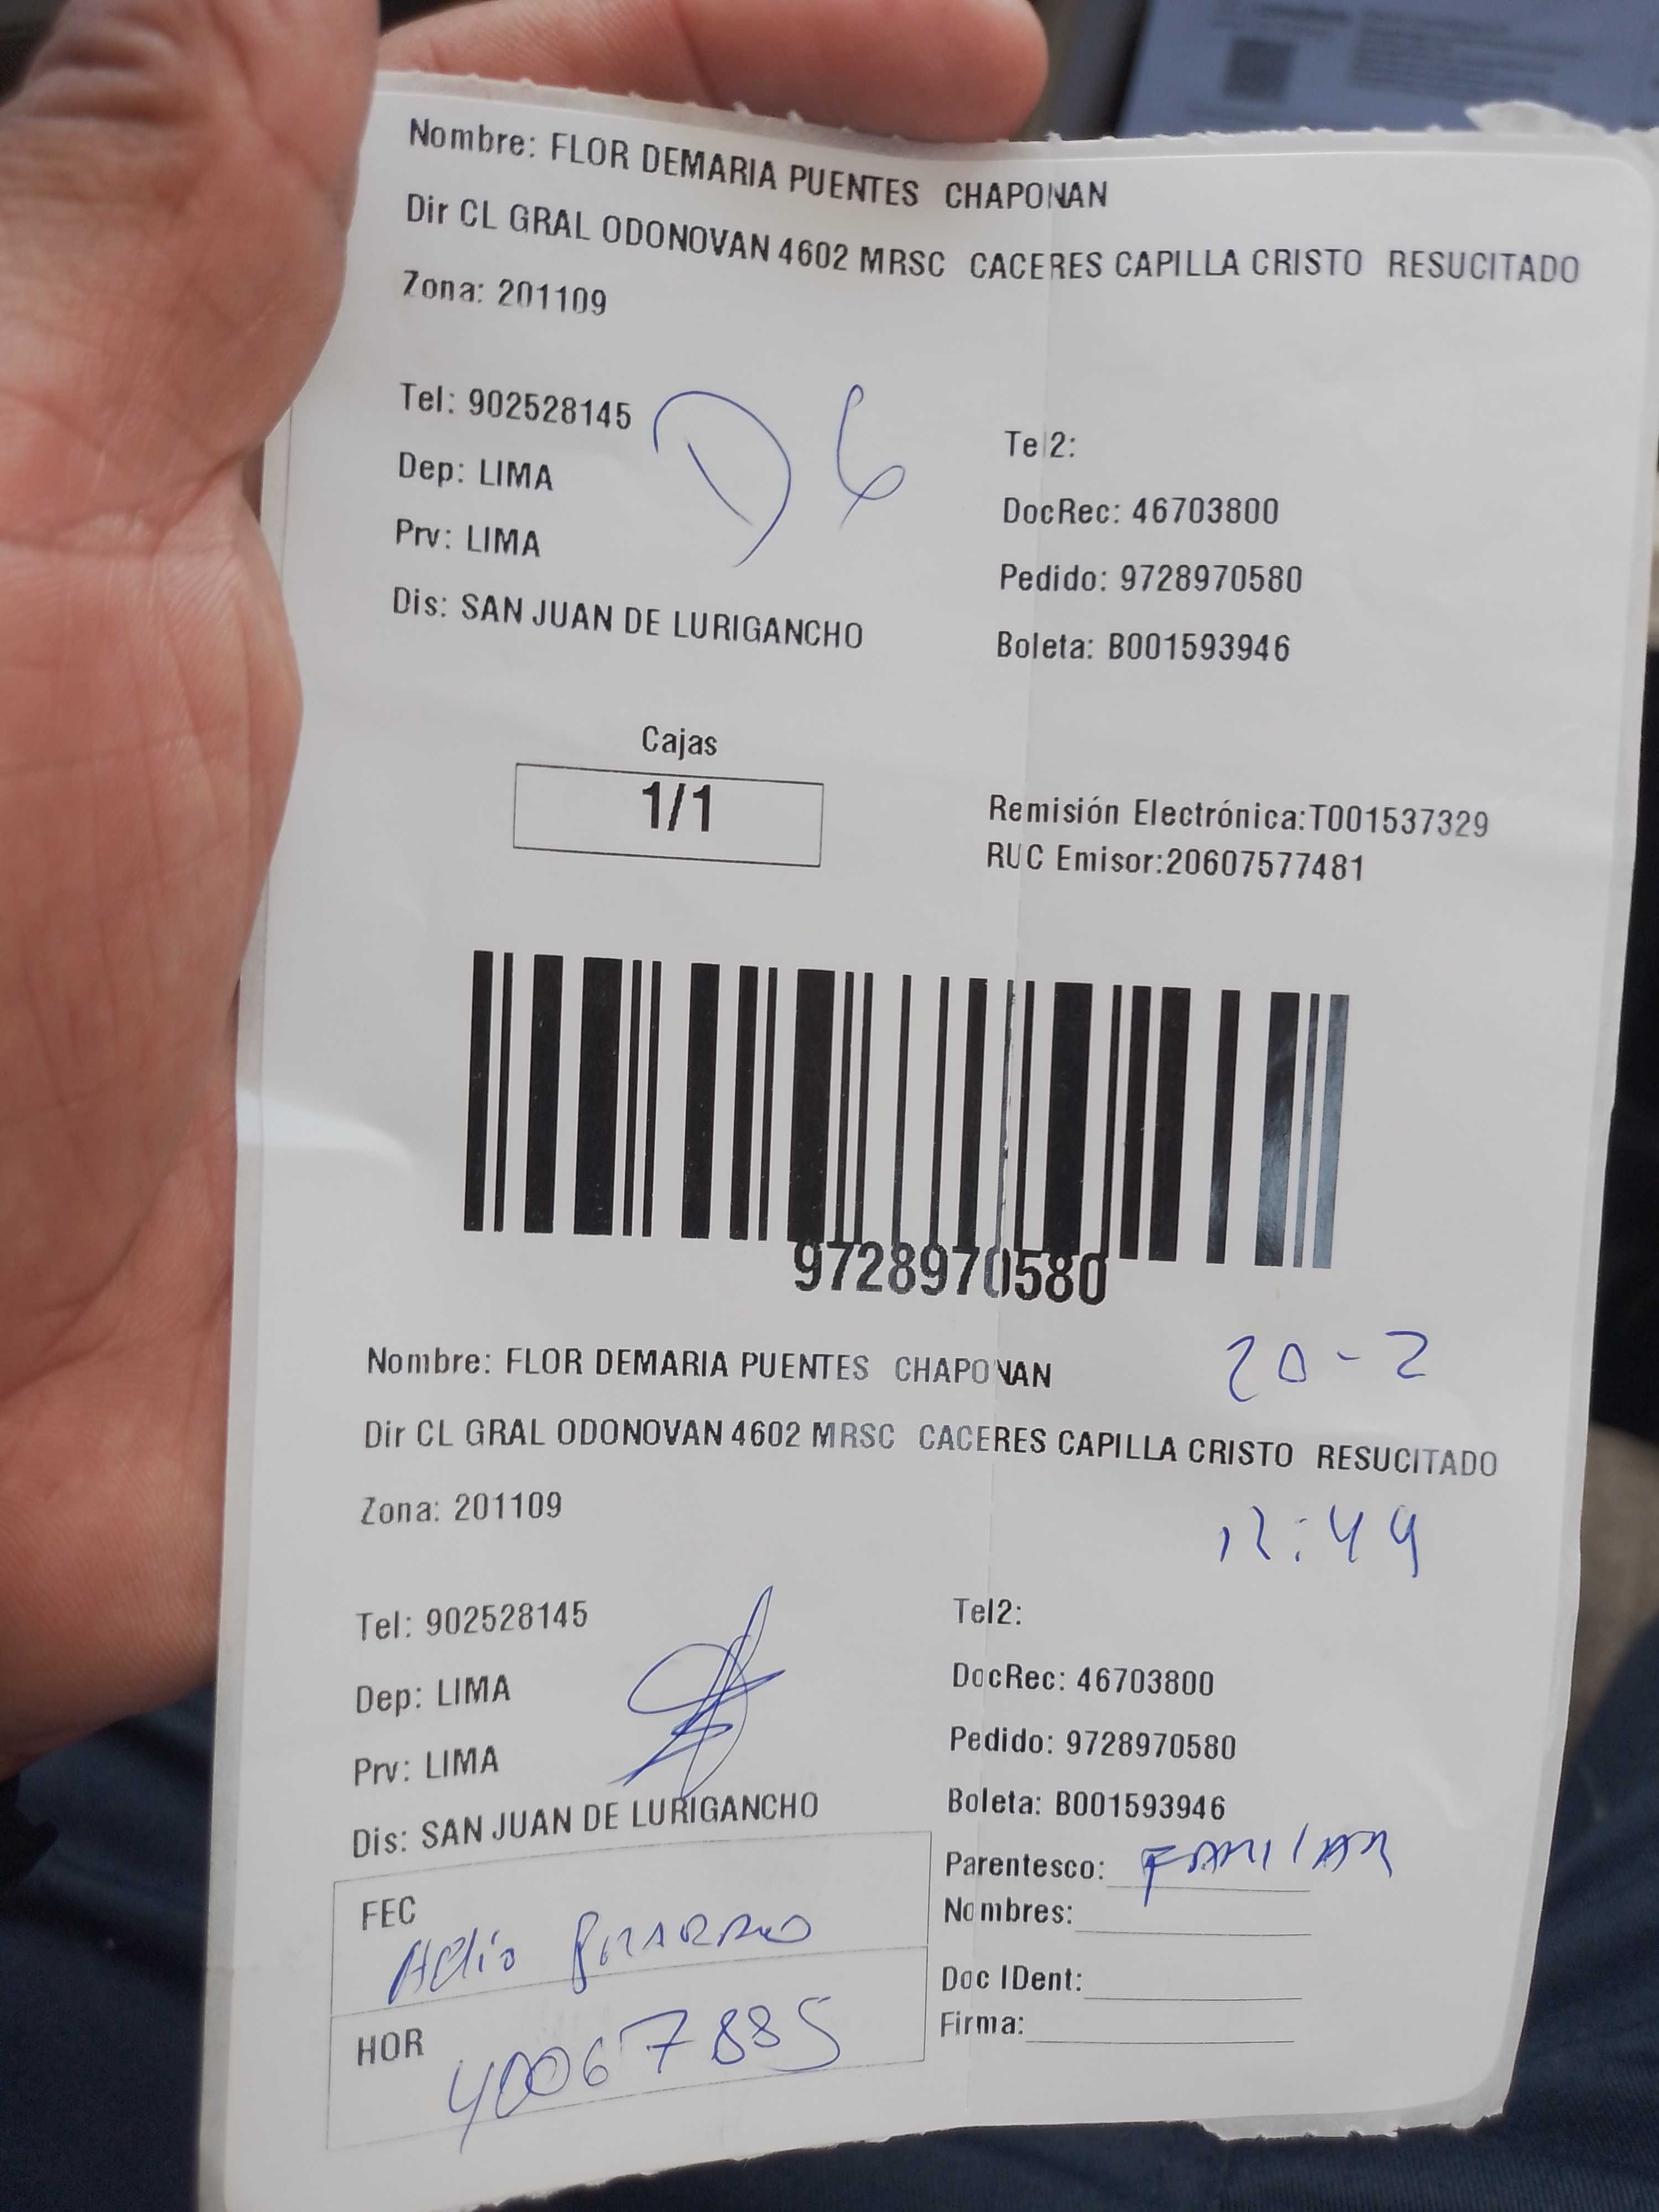 Nombre: FLOR DEMARIA PUENTES CHAPONAN
Dir CL GRAL ODONOVAN 4602 MRSC CACERES CAPILLA CRISTO RESUCITADO
Zona: 201109
Tel: 902528145
D6
Tel2:
Dep: LIMA
DocRec: 46703800
Prv: LIMA
Pedido: 9728970580
Dis: SAN JUAN DE LURIGANCHO
Boleta: B001593946
Cajas
1/1
Remisión Electrónica:T001537329
RUC Emisor:20607577481
9728970580
Nombre: FLOR DEMARIA PUENTES CHAPONAN
20-2
Dir CL GRAL ODONOVAN 4602 MRSC CACERES CAPILLA CRISTO RESUCITADO
Zona: 201109
12:49
Tel: 902528145
Tel2:
Dep: LIMA
DocRec: 46703800
Prv: LIMA
Pedido: 9728970580
Dis: SAN JUAN DE LURIGANCHO
Boleta: B001593946
Parentesco: FAMILIAR
FEC
Nombres:
Doc IDent:
HOR
40067885
Firma: